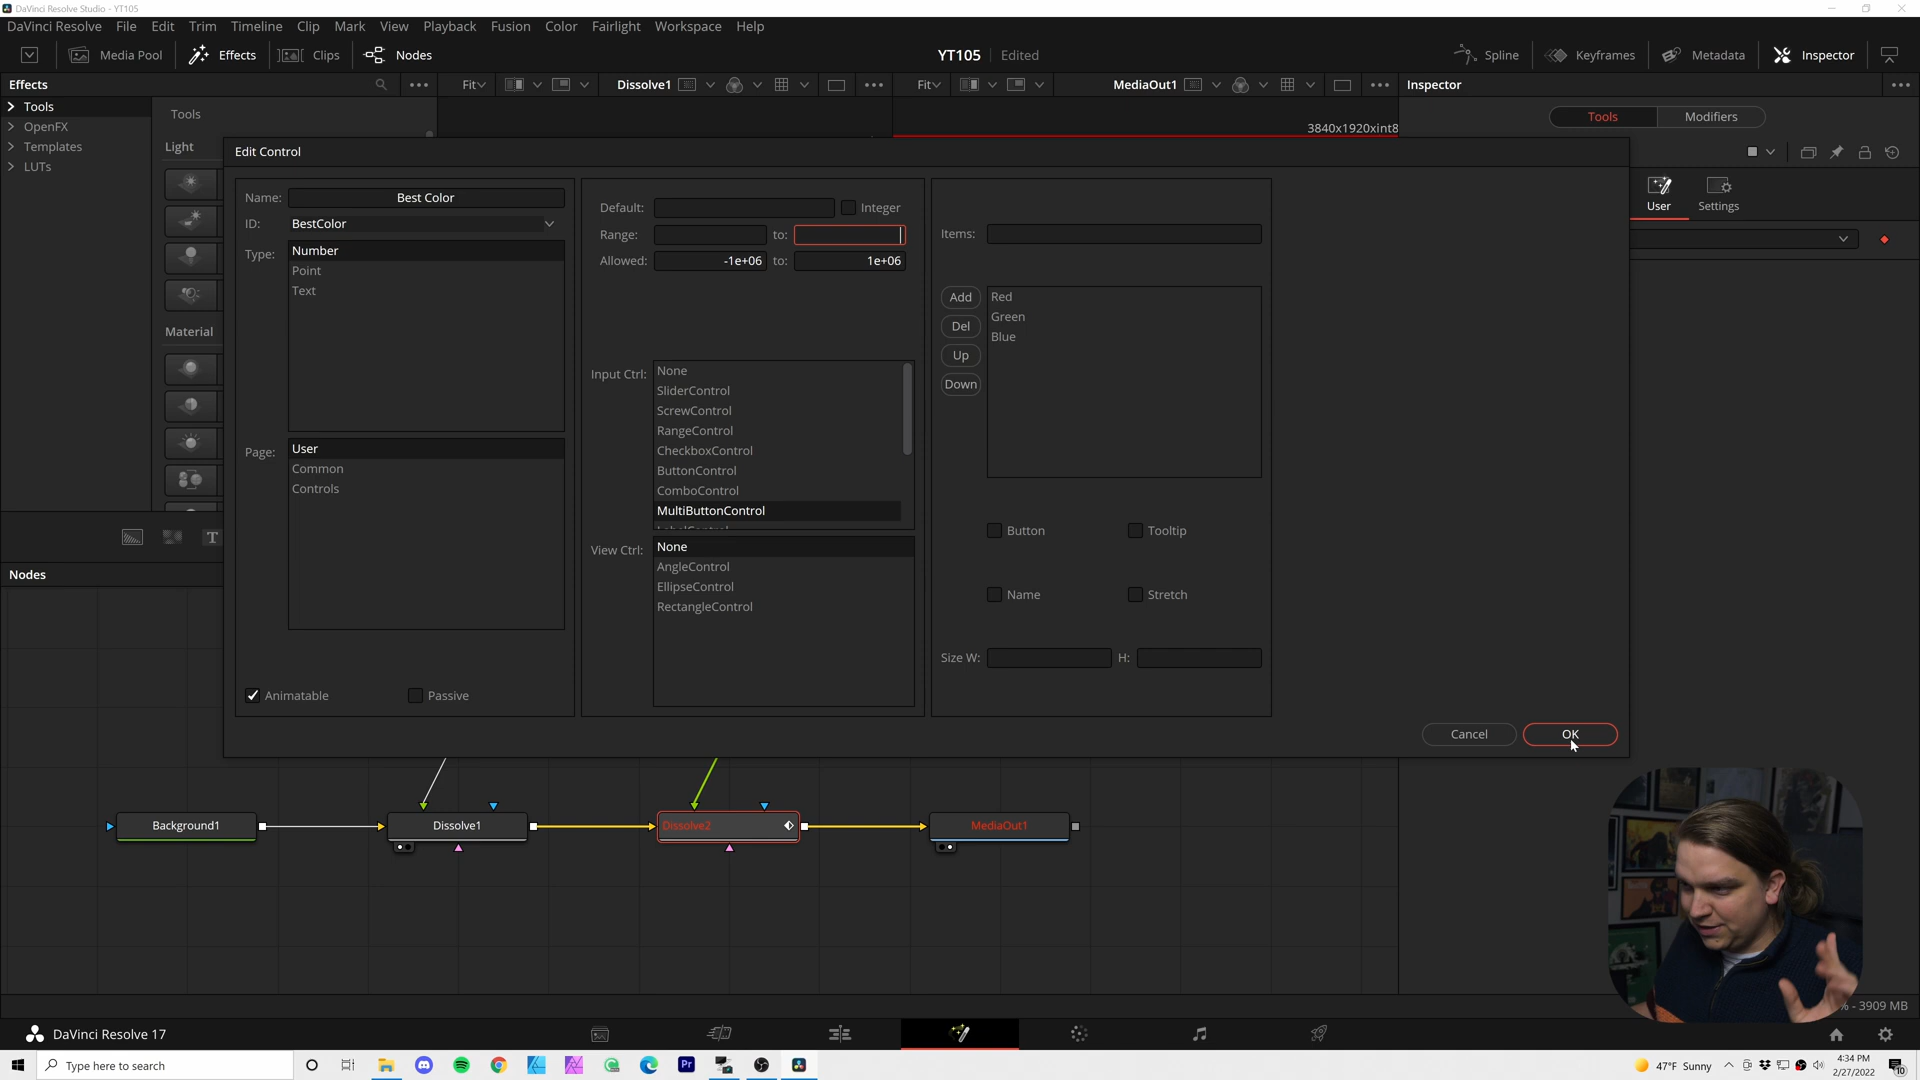 DaVinci Resolve Studio - YT105
DaVinci Resolve File Edit Trim Timeline Clip Mark View Playback Fusion Color Fairlight Workspace Help
Media Pool Effects Clips Nodes YT105 Edited Spline Keyframes Metadata Inspector
Effects Fit Dissolve1 Fit MediaOut1 Inspector
Tools Tools Tools Modifiers
OpenFX 3840x1920xint8
Templates Light
LUTs
Edit Control
User Settings
Name: Best Color
ID: BestColor
Type: Number
Point
Text
Page: User
Common
Controls
Animatable Passive
Default: Integer
Range: to:
Allowed: -1e+06 to: 1e+06
Input Ctrl: None
SliderControl
ScrewControl
RangeControl
CheckboxControl
ButtonControl
ComboControl
MultiButtonControl
View Ctrl: None
AngleControl
EllipseControl
RectangleControl
Items:
Add Red
Del Green
Up Blue
Down
Button Tooltip
Name Stretch
Size W: H:
Cancel OK
Material
T
Nodes
Background1 Dissolve1 Dissolve2 MediaOut1
% - 3909 MB
DaVinci Resolve 17
Type here to search
Pr
47°F Sunny
4:34 PM
2/27/2022
10